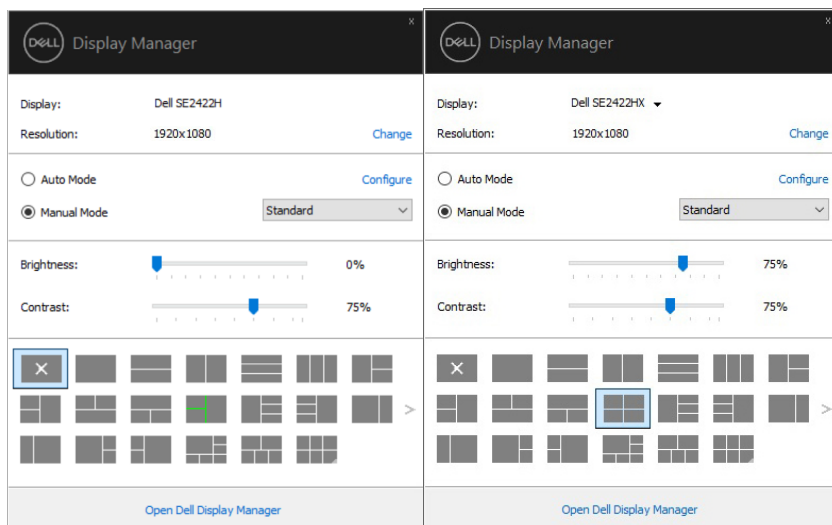 x
DELL Display Manager
Display: Dell SE2422H
Resolution: 1920x1080 Change
Auto Mode Configure
Manual Mode Standard
Brightness: 0%
Contrast: 75%
Open Dell Display Manager
x
DELL Display Manager
Display: Dell SE2422HX
Resolution: 1920x1080 Change
Auto Mode Configure
Manual Mode Standard
Brightness: 75%
Contrast: 75%
Open Dell Display Manager